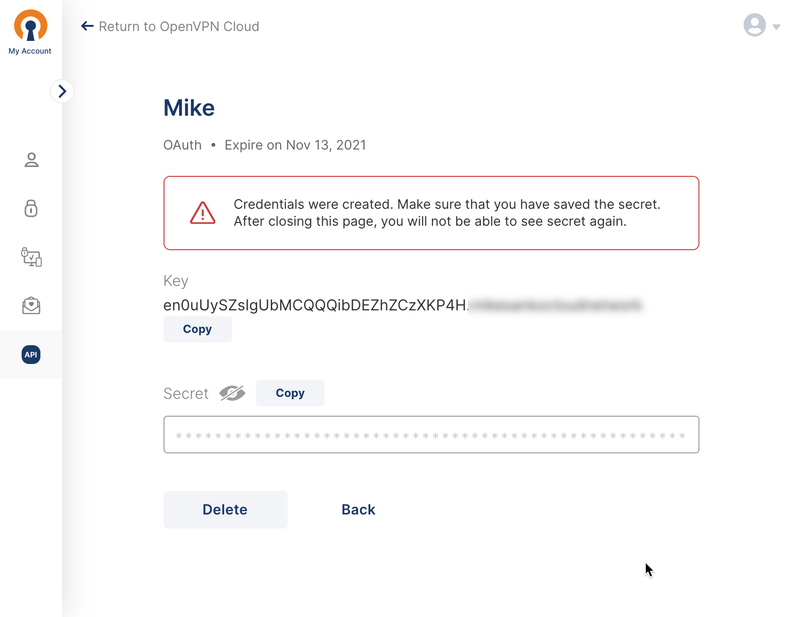 My Account
Return to OpenVPN Cloud
Mike
OAuth • Expire on Nov 13, 2021
Credentials were created. Make sure that you have saved the secret.
After closing this page, you will not be able to see secret again.
Key
en0uUySZsIgUbMCQQQibDEZhZCzXKP4H.
Copy
API
Secret
Copy
****************************************************
Delete
Back